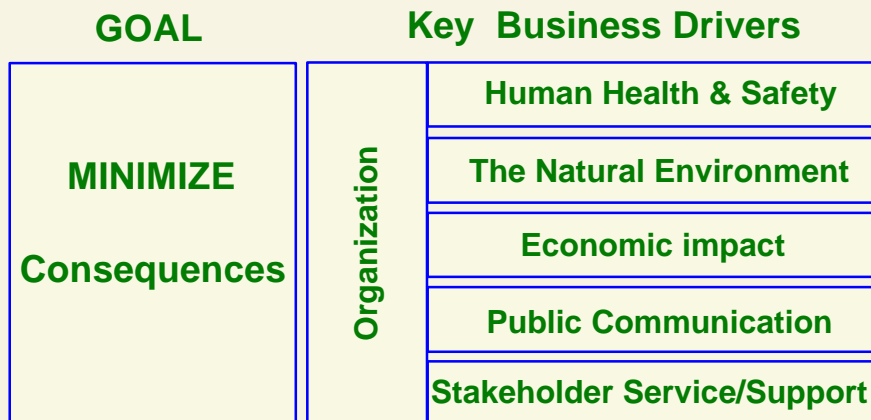 GOAL
Key Business Drivers
MINIMIZE
Consequences
Organization
Human Health & Safety
The Natural Environment
Economic impact
Public Communication
Stakeholder Service/Support